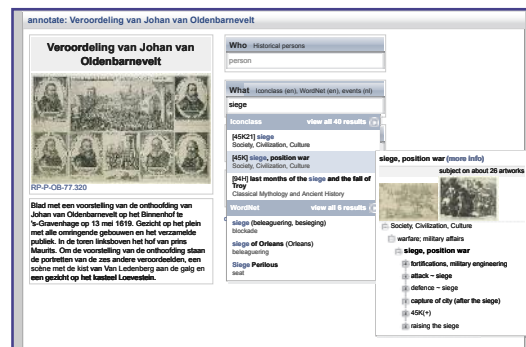 annotate: Veroordeling van Johan van Oldenbarnevelt
Veroordeling van Johan van
Oldenbarnevelt
RP-P-OB-77.320
Blad met een voorstelling van de onthoofding van
Johan van Oldenbarnevelt op het Binnenhof te
's-Gravenhage op 13 mei 1619. Gezicht op het plein
met alle omringende gebouwen en het verzamelde
publiek. In de toren linksboven het hof van prins
Maurits. Om de voorstelling van de onthoofding staan
de portretten van de zes andere veroordeelden, een
scène met de kist van Van Ledenberg aan de galg en
een gezicht op het kasteel Loevestein.
Who Historical persons
person
What Iconclass (en), WordNet (en), events (nl)
siege
Iconclass view all 40 results
[45K21] siege
Society, Civilization, Culture
[45K] siege, position war
Society, Civilization, Culture
[94H] last months of the siege and the fall of
Troy
Classical Mythology and Ancient History
WordNet view all 6 results
siege (beleaguering, besieging)
blockade
siege of Orleans (Orleans)
beleaguering
Siege Perilous
seat
siege, position war (more info)
subject on about 26 artworks
Society, Civilization, Culture
warfare; military affairs
siege, position war
fortifications, military engineering
attack ~ siege
defence ~ siege
capture of city (after the siege)
45K(+)
raising the siege